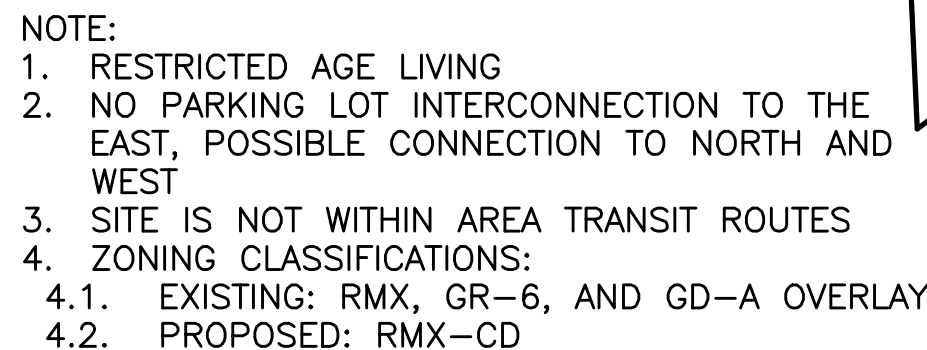 NOTE:
1. RESTRICTED AGE LIVING
2. NO PARKING LOT INTERCONNECTION TO THE
EAST, POSSIBLE CONNECTION TO NORTH AND
WEST
3. SITE IS NOT WITHIN AREA TRANSIT ROUTES
4. ZONING CLASSIFICATIONS:
4.1. EXISTING: RMX, GR-6, AND GD-A OVERLAY
4.2. PROPOSED: RMX-CD